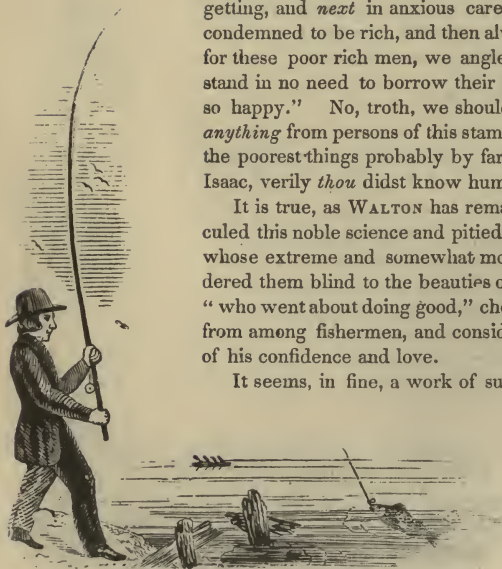 getting, and next in anxious care
condemned to be rich, and then al
for these poor rich men, we angle
stand in no need to borrow their
so happy." No, troth, we shoul
anything from persons of this stam
the poorest things probably by far
Isaac, verily thou didst know hum
It is true, as WALTON has rema
culed this noble science and pitied
whose extreme and somewhat mo
dered them blind to the beauties o
" who went about doing good," cho
from among fishermen, and consid
of his confidence and love.
It seems, in fine, a work of su